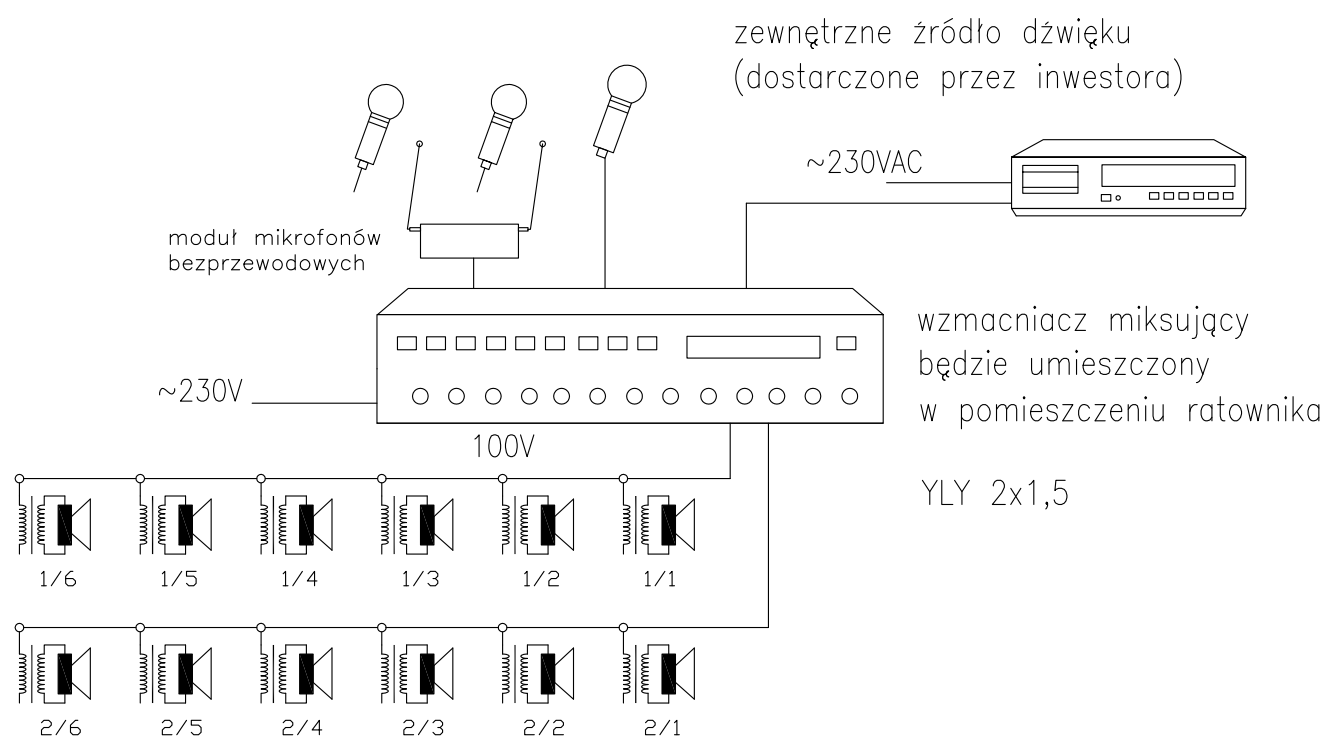 zewnętrzne źródło dźwięku
(dostarczone przez inwestora)
~230VAC
moduł mikrofonów
bezprzewodowych
wzmacniacz miksujący
będzie umieszczony
w pomieszczeniu ratownika
~230V
100V
YLY 2x1,5
1/6 1/5 1/4 1/3 1/2 1/1
2/6 2/5 2/4 2/3 2/2 2/1